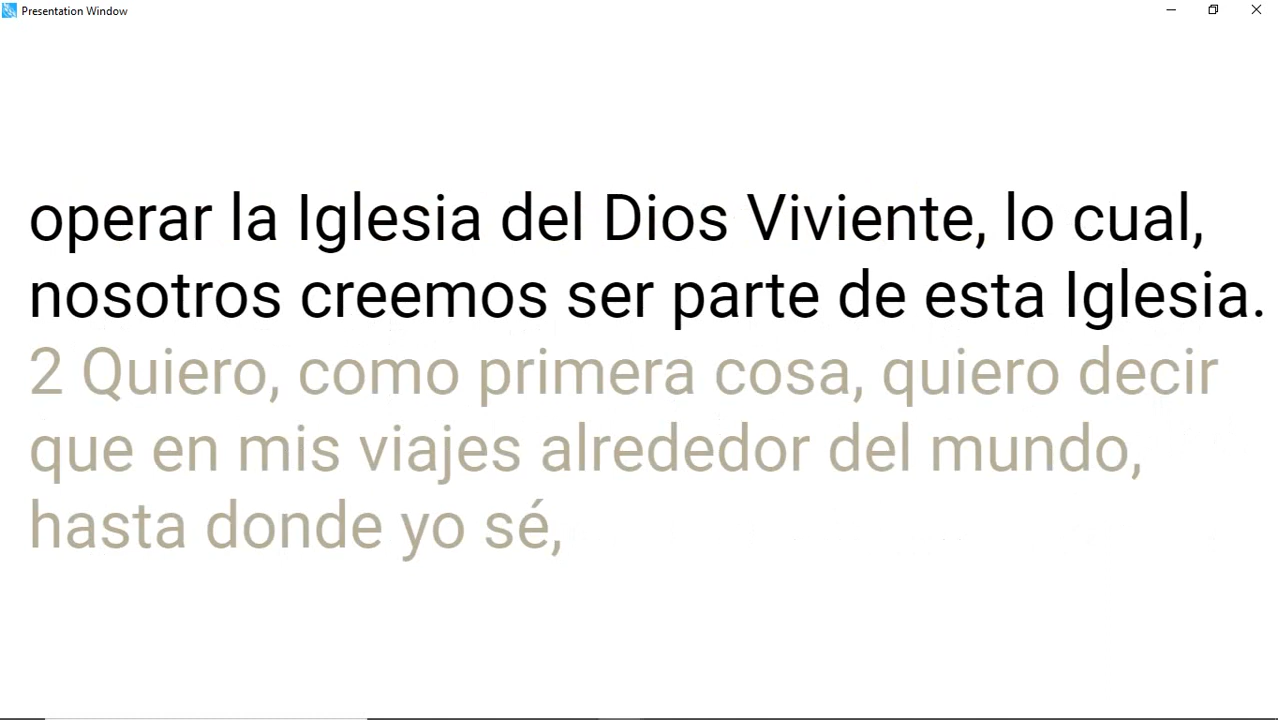 Presentation Window
operar la Iglesia del Dios Viviente, lo cual,
nosotros creemos ser parte de esta Iglesia.
2 Quiero, como primera cosa, quiero decir
que en mis viajes alrededor del mundo,
hasta donde yo sé,